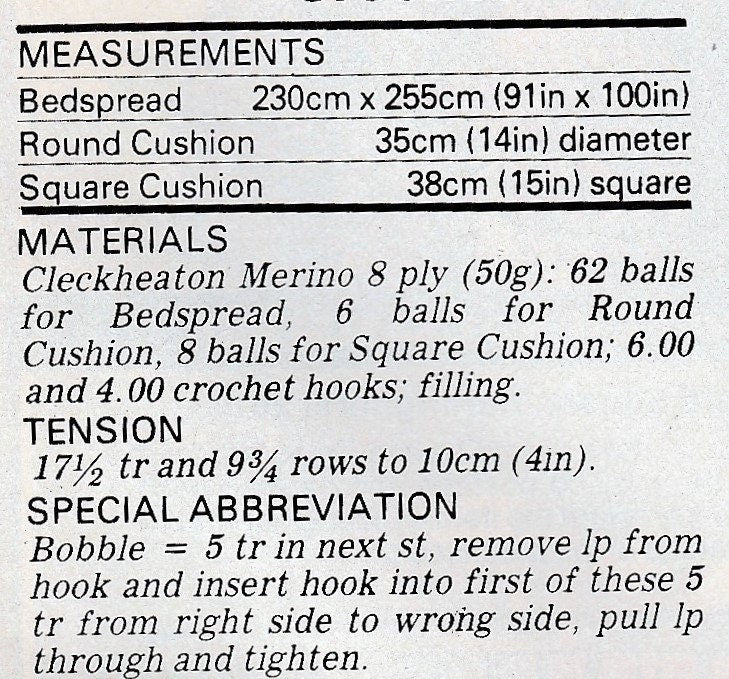 MEASUREMENTS
Bedspread 230cm x 255cm (91in x 100in)
Round Cushion 35cm (14in) diameter
Square Cushion 38cm (15in) square
MATERIALS
Cleckheaton Merino 8 ply (50g): 62 balls
for Bedspread, 6 balls for Round
Cushion, 8 balls for Square Cushion; 6.00
and 4.00 crochet hooks; filling.
TENSION
17½ tr and 9¾ rows to 10cm (4in).
SPECIAL ABBREVIATION
Bobble = 5 tr in next st, remove lp from
hook and insert hook into first of these 5
tr from right side to wrong side, pull lp
through and tighten.